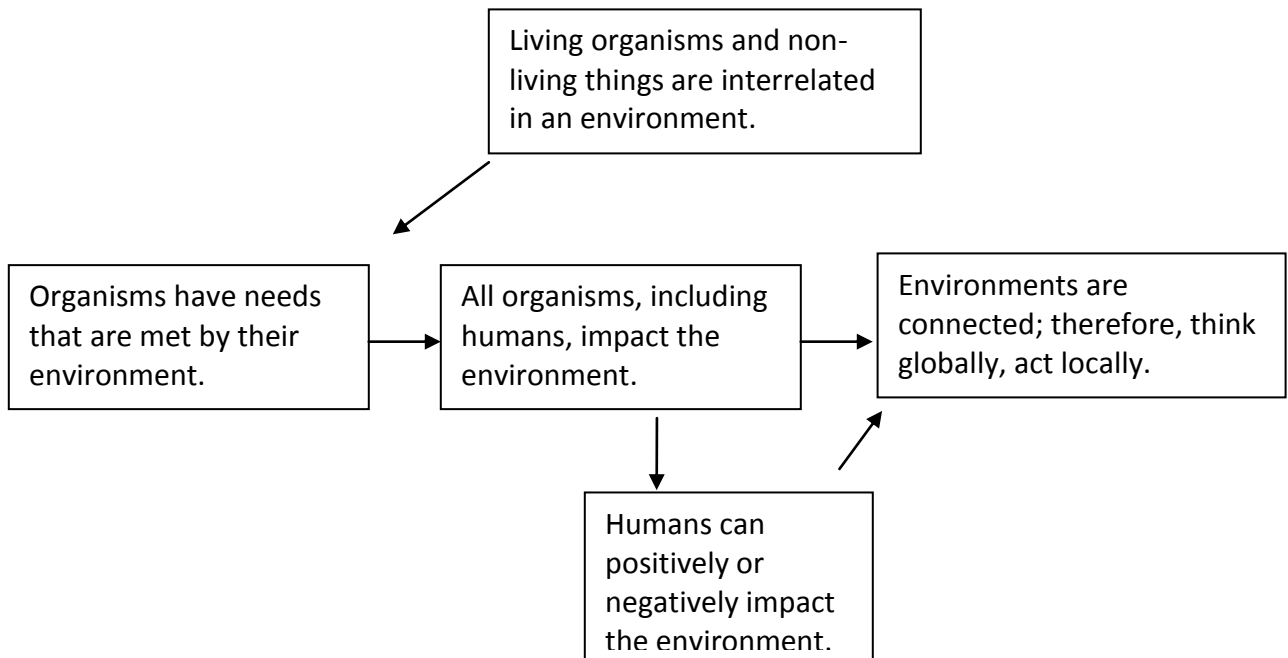 Living organisms and non-
living things are interrelated
in an environment.
Organisms have needs
that are met by their
environment.
All organisms, including
humans, impact the
environment.
Environments are
connected; therefore, think
globally, act locally.
Humans can
positively or
negatively impact
the environment.